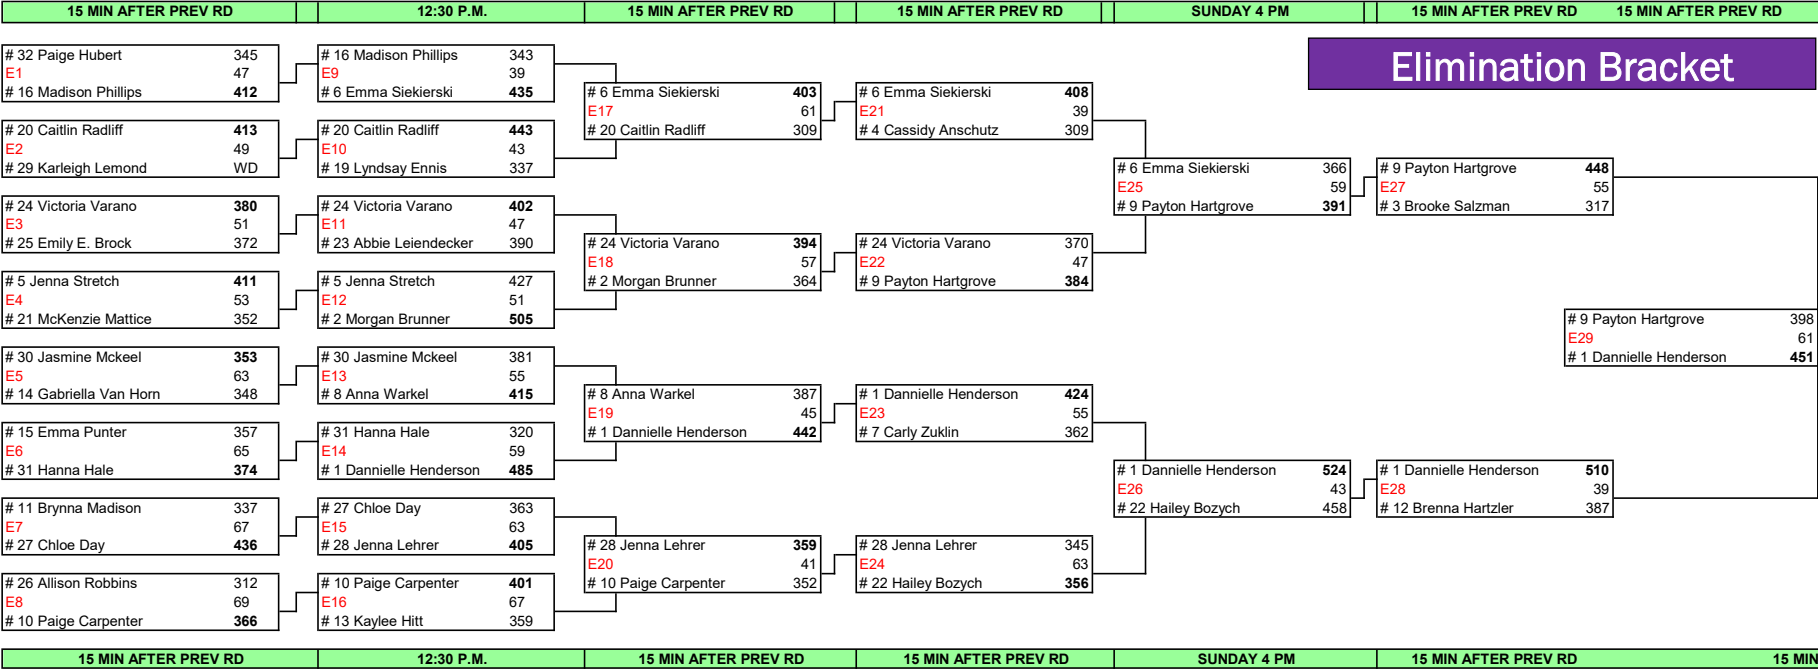 15 MIN AFTER PREV RD 12:30 P.M. 15 MIN AFTER PREV RD 15 MIN AFTER PREV RD SUNDAY 4 PM 15 MIN AFTER PREV RD 15 MIN AFTER PREV RD
Elimination Bracket
# 32 Paige Hubert 345
E1 47
# 16 Madison Phillips 412
# 20 Caitlin Radliff 413
E2 49
# 29 Karleigh Lemond WD
# 24 Victoria Varano 380
E3 51
# 25 Emily E. Brock 372
# 5 Jenna Stretch 411
E4 53
# 21 McKenzie Mattice 352
# 30 Jasmine Mckeel 353
E5 63
# 14 Gabriella Van Horn 348
# 15 Emma Punter 357
E6 65
# 31 Hanna Hale 374
# 11 Brynna Madison 337
E7 67
# 27 Chloe Day 436
# 26 Allison Robbins 312
E8 69
# 10 Paige Carpenter 366
# 16 Madison Phillips 343
E9 39
# 6 Emma Siekierski 435
# 20 Caitlin Radliff 443
E10 43
# 19 Lyndsay Ennis 337
# 24 Victoria Varano 402
E11 47
# 23 Abbie Leiendecker 390
# 5 Jenna Stretch 427
E12 51
# 2 Morgan Brunner 505
# 30 Jasmine Mckeel 381
E13 55
# 8 Anna Warkel 415
# 31 Hanna Hale 320
E14 59
# 1 Dannielle Henderson 485
# 27 Chloe Day 363
E15 63
# 28 Jenna Lehrer 405
# 10 Paige Carpenter 401
E16 67
# 13 Kaylee Hitt 359
# 6 Emma Siekierski 403
E17 61
# 20 Caitlin Radliff 309
# 24 Victoria Varano 394
E18 57
# 2 Morgan Brunner 364
# 8 Anna Warkel 387
E19 45
# 1 Dannielle Henderson 442
# 28 Jenna Lehrer 359
E20 41
# 10 Paige Carpenter 352
# 6 Emma Siekierski 408
E21 39
# 4 Cassidy Anschutz 309
# 24 Victoria Varano 370
E22 47
# 9 Payton Hartgrove 384
# 1 Dannielle Henderson 424
E23 55
# 7 Carly Zuklin 362
# 28 Jenna Lehrer 345
E24 63
# 22 Hailey Bozych 356
# 6 Emma Siekierski 366
E25 59
# 9 Payton Hartgrove 391
# 1 Dannielle Henderson 524
E26 43
# 22 Hailey Bozych 458
# 9 Payton Hartgrove 448
E27 55
# 3 Brooke Salzman 317
# 1 Dannielle Henderson 510
E28 39
# 12 Brenna Hartzler 387
# 9 Payton Hartgrove 398
E29 61
# 1 Dannielle Henderson 451
15 MIN AFTER PREV RD 12:30 P.M. 15 MIN AFTER PREV RD 15 MIN AFTER PREV RD SUNDAY 4 PM 15 MIN AFTER PREV RD 15 MIN